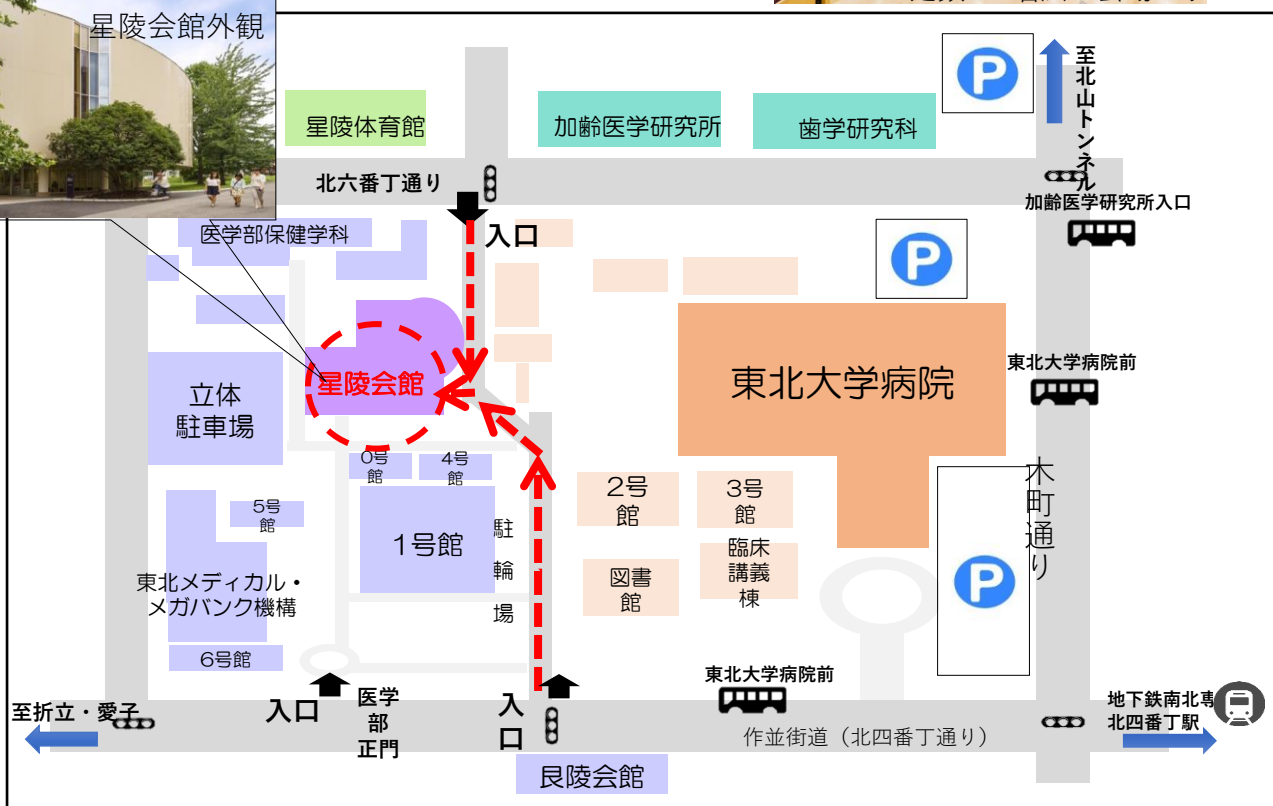 星陵会館外観
星陵体育館
加齢医学研究所
歯学研究科
P
至北山トンネル
北六番丁通り
入口
加齢医学研究所入口
医学部保健学科
P
立体
駐車場
星陵会館
東北大学病院
東北大学病院前
0号
館
4号
館
5号
館
1号館
駐
輪
場
2号
館
3号
館
木町通り
東北メディカル・
メガバンク機構
図書
館
臨床
講義
棟
P
6号館
東北大学病院前
至折立・愛子
入口
医学
部
正門
入
口
作並街道（北四番丁通り）
地下鉄南北
北四番丁駅
艮陵会館